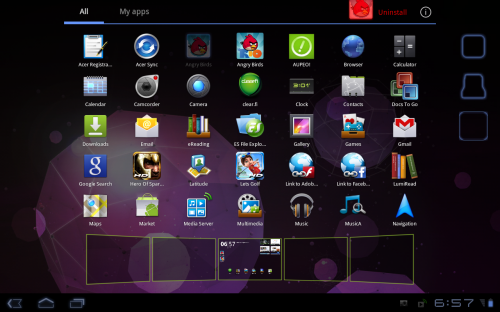 All My apps Uninstall
Acer Registra... Acer Sync Angry Birds Angry Birds AUPEO! Browser Calculator
Calendar Camcorder Camera clear.fi Clock Contacts Docs To Go
Downloads Email eReading ES File Explo... Gallery Games Gmail
Google Search Hero Of Spar... Latitude Lets Golf Link to Adob... Link to Faceb... LumiRead
Maps Market Media Server Multimedia Music MusicA Navigation
06:57
6:57